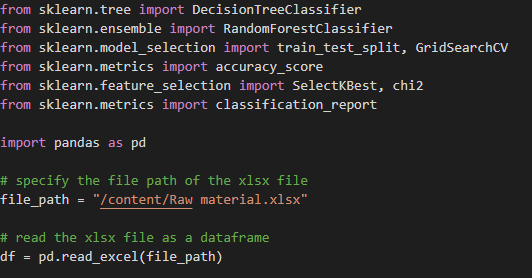 from sklearn.tree import DecisionTreeClassifier
from sklearn.ensemble import RandomForestClassifier
from sklearn.model_selection import train_test_split, GridSearchCV
from sklearn.metrics import accuracy_score
from sklearn.feature_selection import SelectKBest, chi2
from sklearn.metrics import classification_report

import pandas as pd

# specify the file path of the xlsx file
file_path = "/content/Raw material.xlsx"

# read the xlsx file as a dataframe
df = pd.read_excel(file_path)